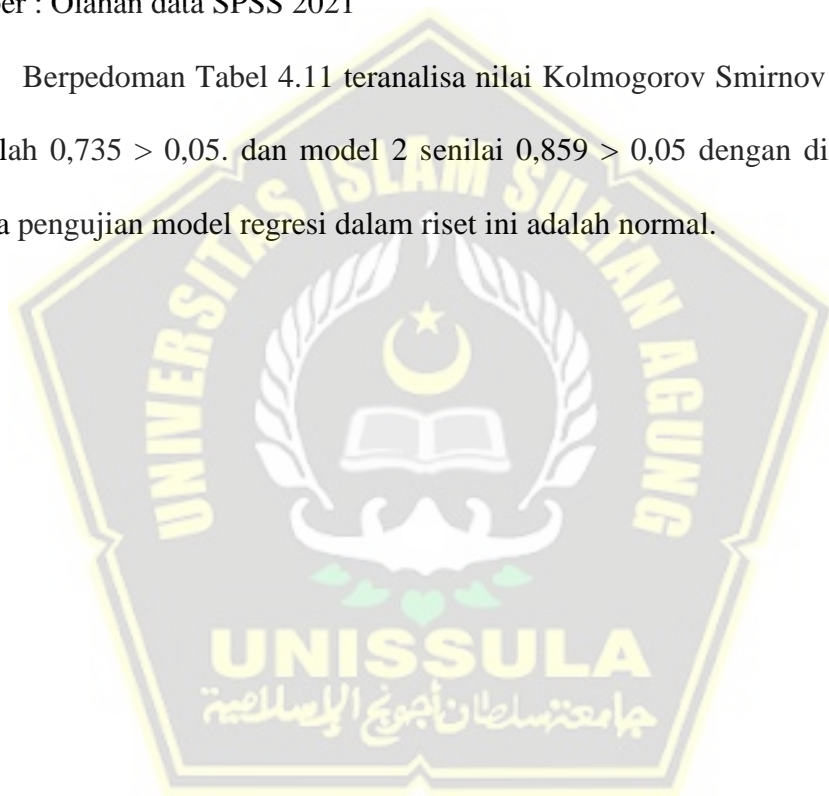 er : Olahan data SPSS 2021
Berpedoman Tabel 4.11 teranalisa nilai Kolmogorov Smirnov
lah 0,735 > 0,05. dan model 2 senilai 0,859 > 0,05 dengan di
a pengujian model regresi dalam riset ini adalah normal.
UNIVERSITAS ISLAM SULTAN AGUNG
UNISSULA
جامعة سلطان أجونج الإسلامية